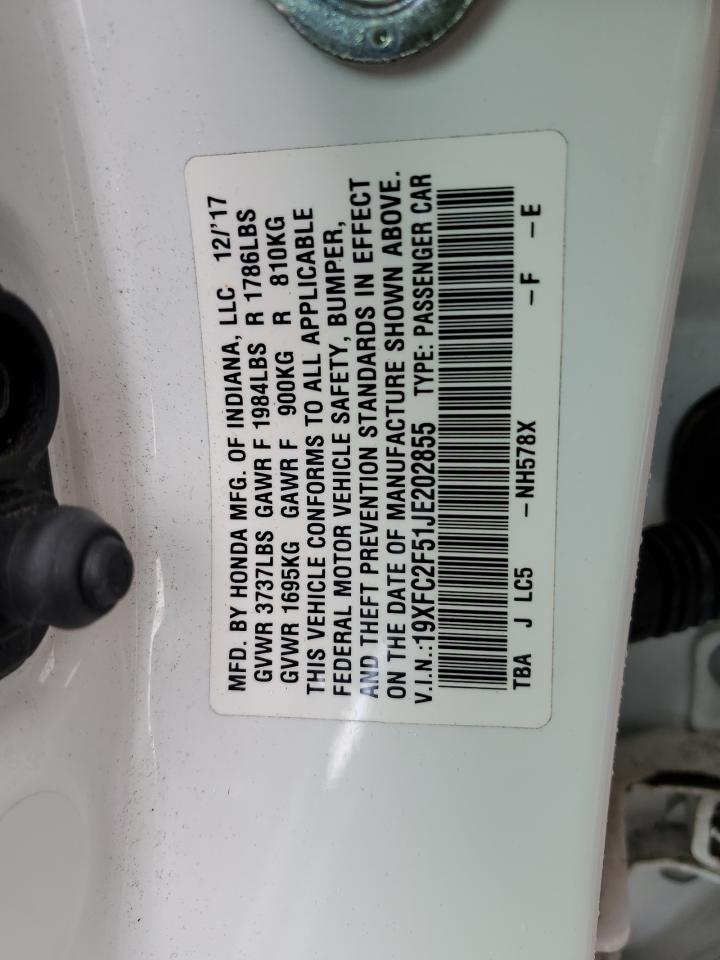 MFD. BY HONDA MFG. OF INDIANA, LLC 12/'17
GVWR 3737LBS GAWR F 1984LBS R 1786LBS
GVWR 1695KG GAWR F 900KG R 810KG
THIS VEHICLE CONFORMS TO ALL APPLICABLE
FEDERAL MOTOR VEHICLE SAFETY, BUMPER,
AND THEFT PREVENTION STANDARDS IN EFFECT
ON THE DATE OF MANUFACTURE SHOWN ABOVE.
V.I.N.:19XFC2F51JE202855 TYPE: PASSENGER CAR
TBA J LC5 -NH578X -F -E